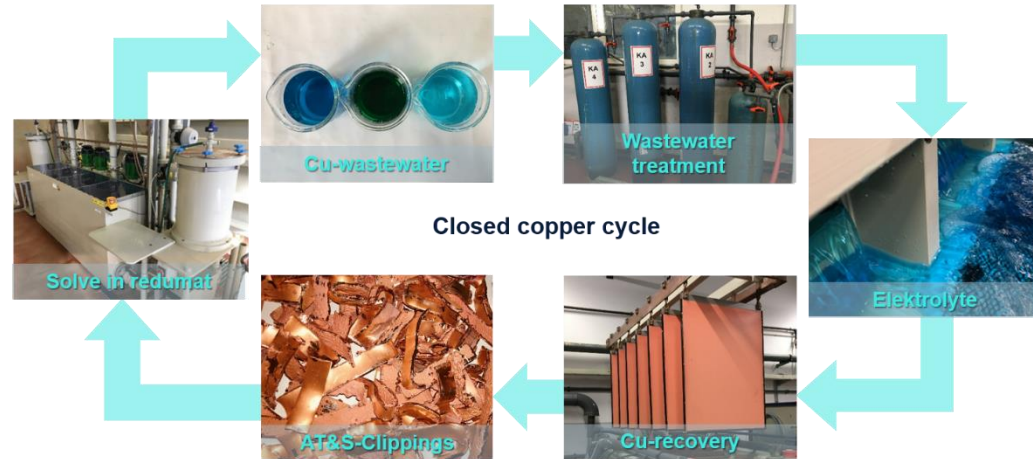 Cu-wastewater
Wastewater
treatment
KA
4
KA
3
KA
2
Closed copper cycle
Solve in redumat
Elektrolyte
AT&S-Clippings
Cu-recovery